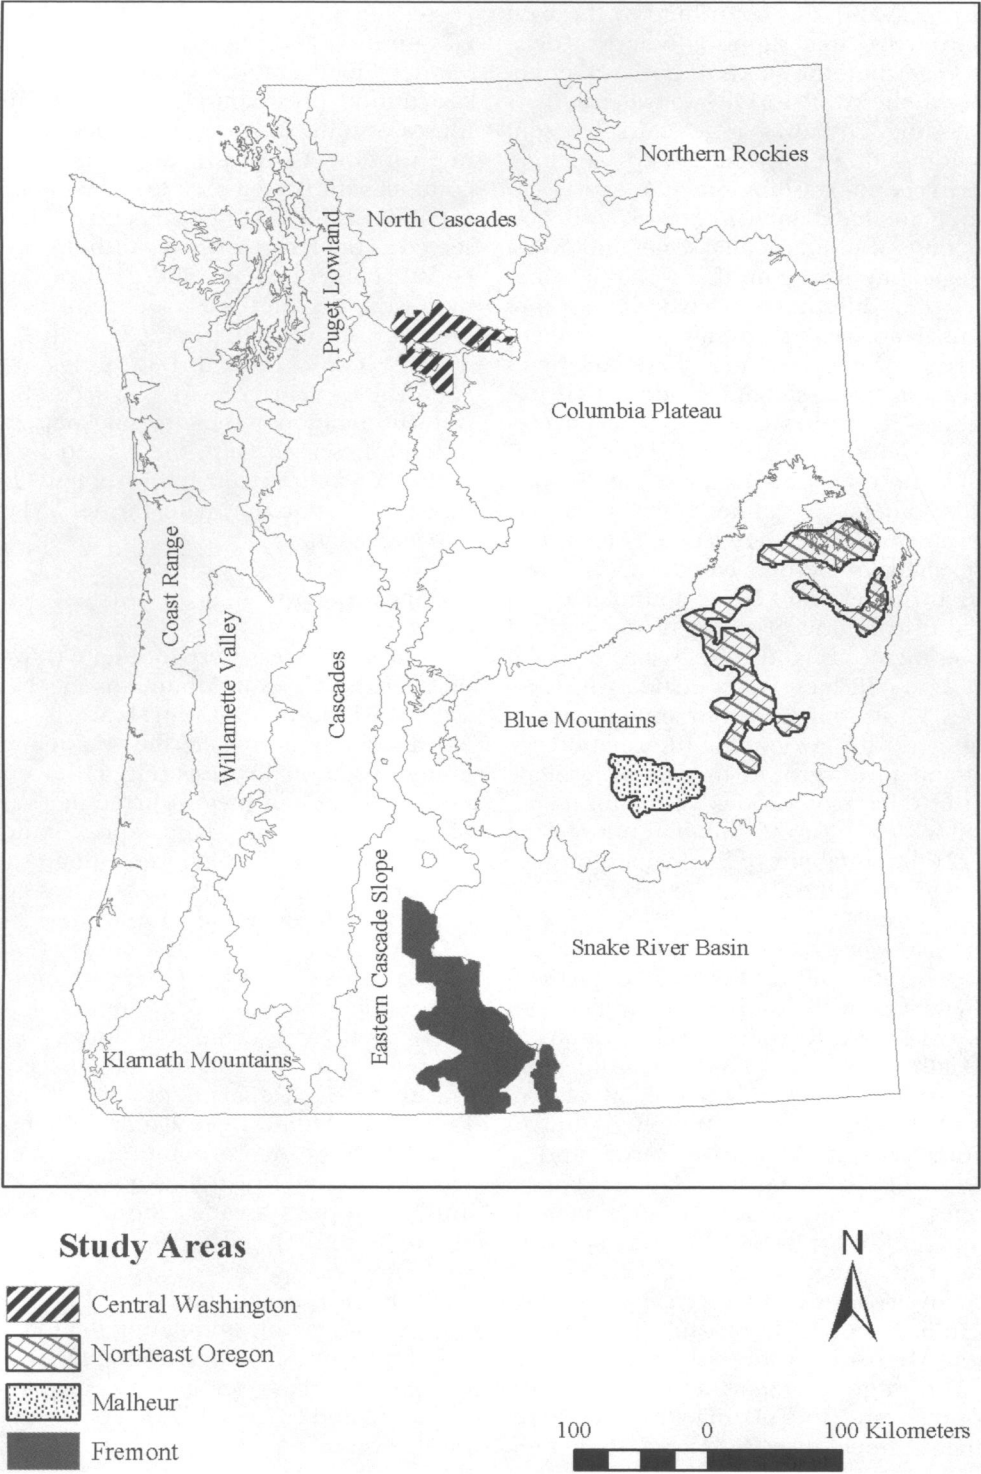 Northern Rockies
North Cascades
Puget Lowland
Columbia Plateau
Coast Range
Willamette Valley
Cascades
Blue Mountains
Eastern Cascade Slope
Snake River Basin
Klamath Mountains
Study Areas
Central Washington
Northeast Oregon
Malheur
Fremont
N
100 0 100 Kilometers